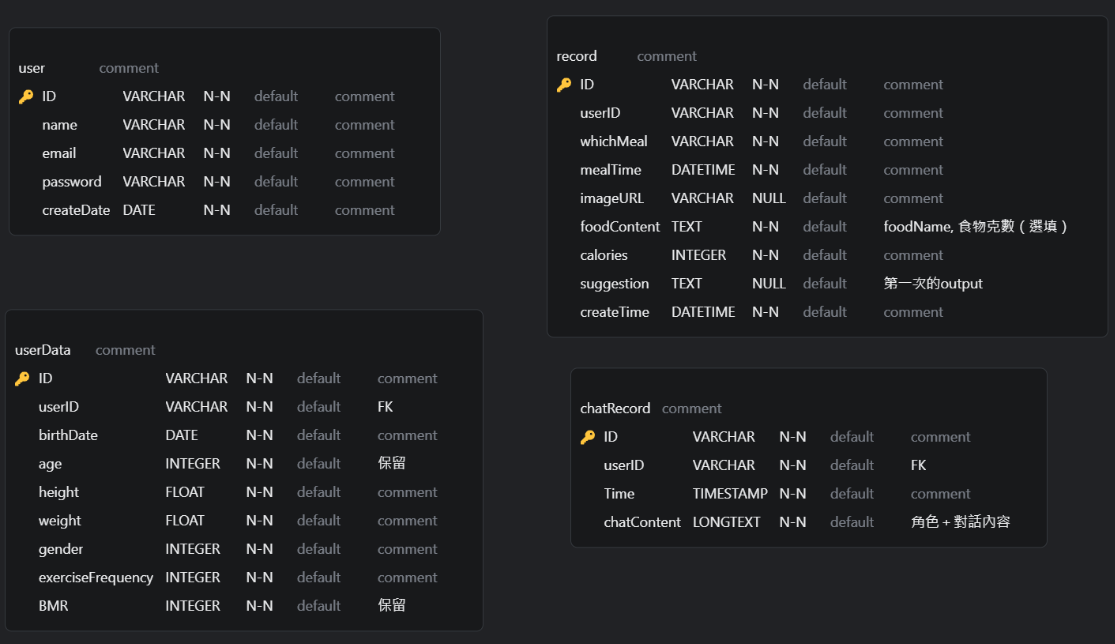 user comment
ID VARCHAR N-N default comment
name VARCHAR N-N default comment
email VARCHAR N-N default comment
password VARCHAR N-N default comment
createDate DATE N-N default comment
record comment
ID VARCHAR N-N default comment
userID VARCHAR N-N default comment
whichMeal VARCHAR N-N default comment
mealTime DATETIME N-N default comment
imageURL VARCHAR NULL default comment
foodContent TEXT N-N default foodName, 食物克數（選填）
calories INTEGER N-N default comment
suggestion TEXT NULL default 第一次的output
createTime DATETIME N-N default comment
userData comment
ID VARCHAR N-N default comment
userID VARCHAR N-N default FK
birthDate DATE N-N default comment
age INTEGER N-N default 保留
height FLOAT N-N default comment
weight FLOAT N-N default comment
gender INTEGER N-N default comment
exerciseFrequency INTEGER N-N default comment
BMR INTEGER N-N default 保留
chatRecord comment
ID VARCHAR N-N default comment
userID VARCHAR N-N default FK
Time TIMESTAMP N-N default comment
chatContent LONGTEXT N-N default 角色＋對話內容